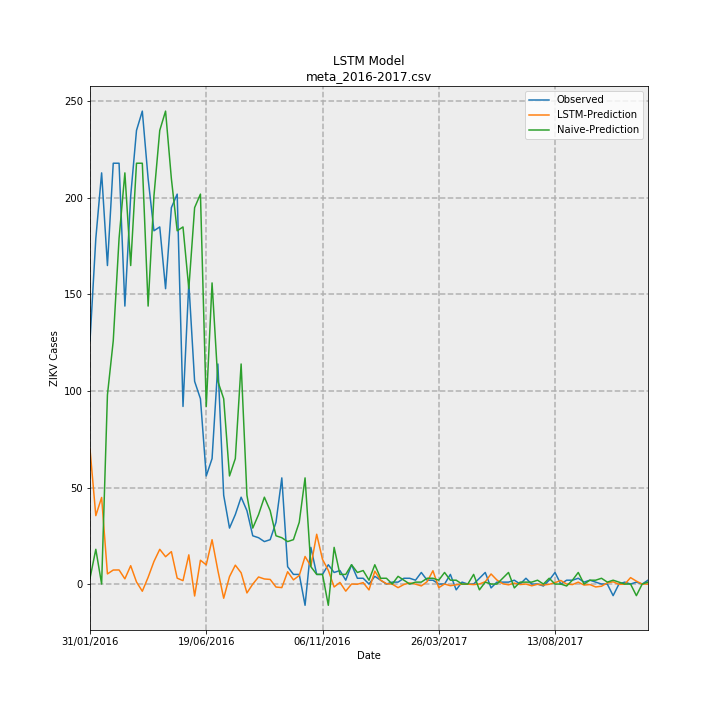 LSTM Model
meta_2016-2017.csv
Observed
LSTM-Prediction
Naive-Prediction
250
200
150
100
50
0
ZIKV Cases
31/01/2016
19/06/2016
06/11/2016
26/03/2017
13/08/2017
Date